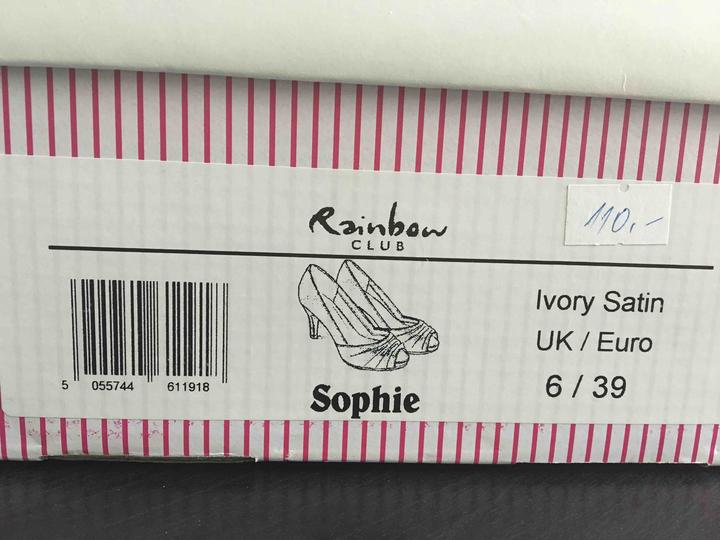 Rainbow
CLUB
110,-
Ivory Satin
UK / Euro
6 / 39
Sophie
5 055744 611918